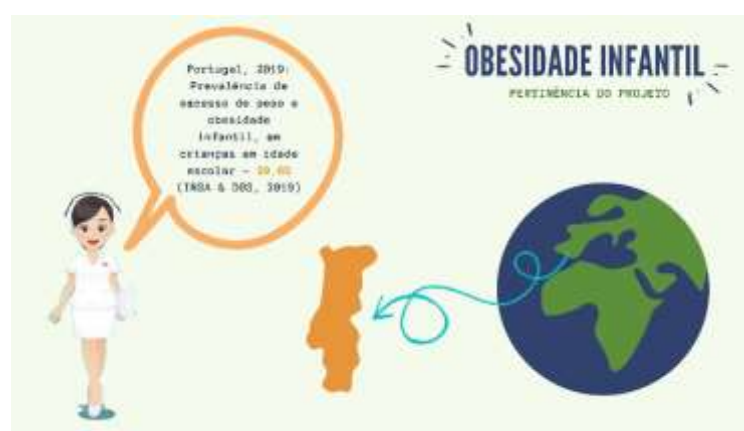 OBESIDADE INFANTIL
PERTINÊNCIA DO PROJETO
Portugal, 2019:
Prevalência de
excesso de peso e
obesidade
infantil, em
crianças em idade
escolar –
(INSA & DGS, 2019)